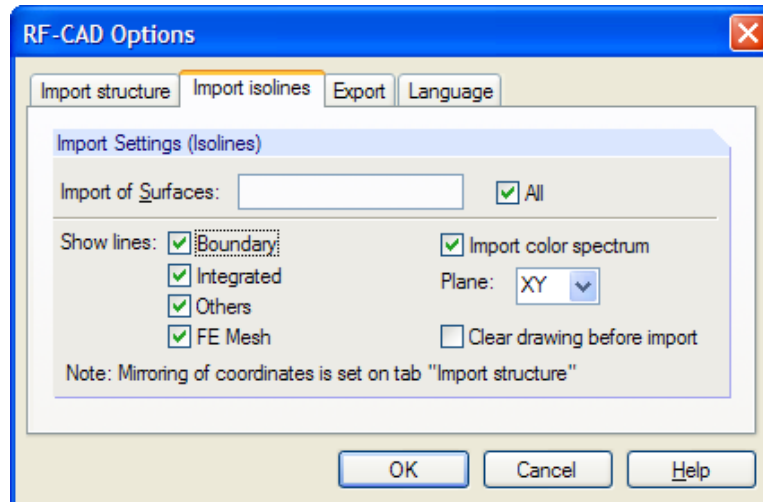 RF-CAD Options
Import structure Import isolines Export Language
Import Settings (Isolines)
Import of Surfaces: All
Show lines: Boundary Import color spectrum
Integrated Plane: XY
Others
FE Mesh Clear drawing before import
Note: Mirroring of coordinates is set on tab "Import structure"
OK Cancel Help